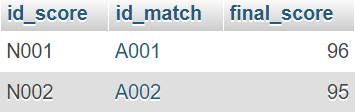 id_score id_match final_score
N001 A001 96
N002 A002 95